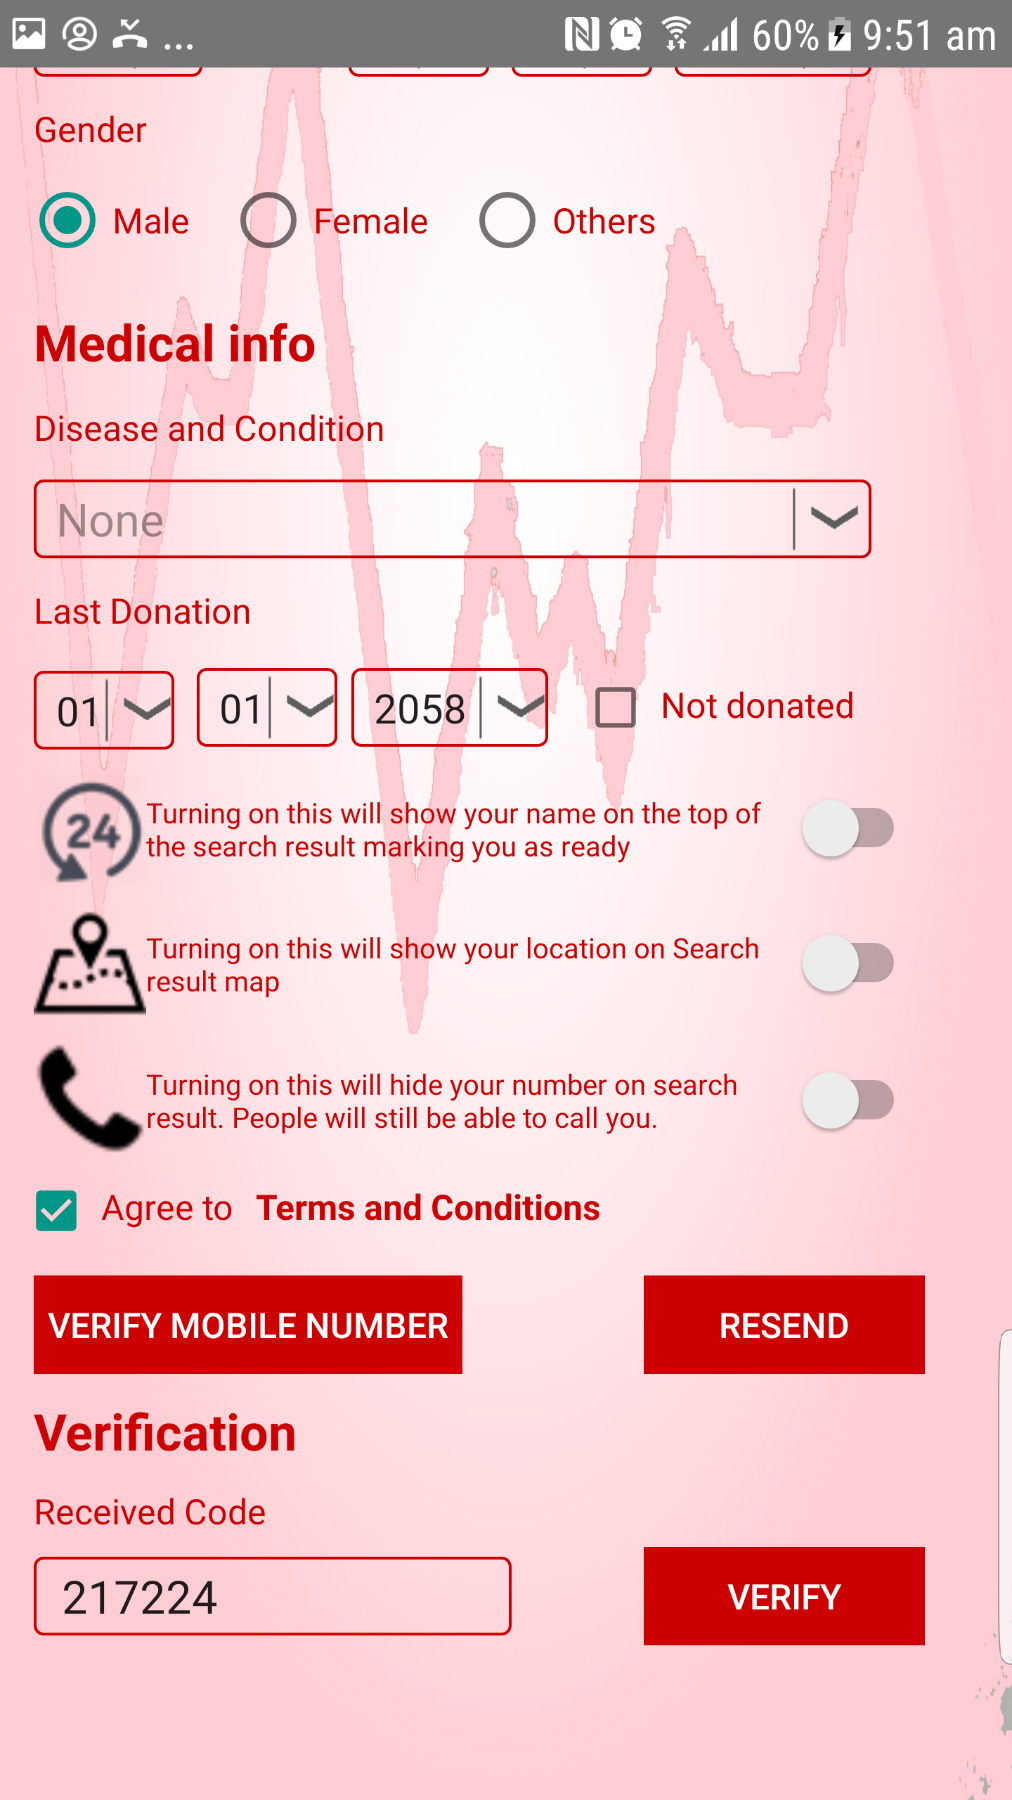 ... 60% 9:51 am
Gender
Male Female Others
Medical info
Disease and Condition
None
Last Donation
01 01 2058 Not donated
24 Turning on this will show your name on the top of
the search result marking you as ready
Turning on this will show your location on Search
result map
Turning on this will hide your number on search
result. People will still be able to call you.
Agree to Terms and Conditions
VERIFY MOBILE NUMBER RESEND
Verification
Received Code
217224 VERIFY